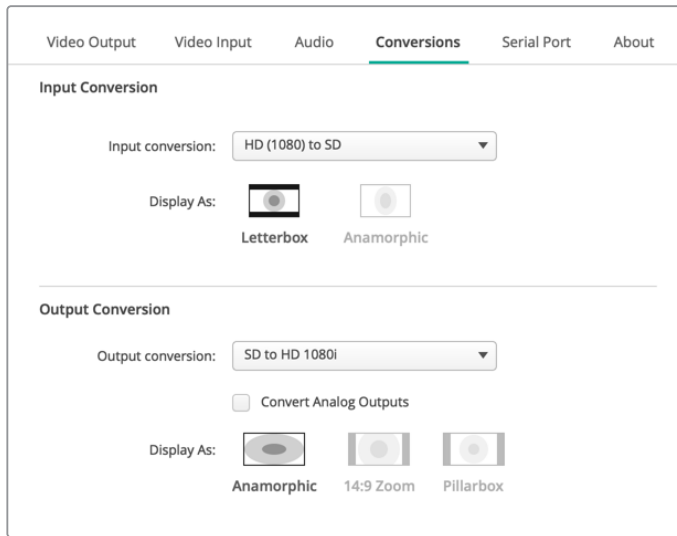 Video Output Video Input Audio Conversions Serial Port About
Input Conversion
Input conversion: HD (1080) to SD
Display As:
Letterbox Anamorphic
Output Conversion
Output conversion: SD to HD 1080i
Convert Analog Outputs
Display As:
Anamorphic 14:9 Zoom Pillarbox